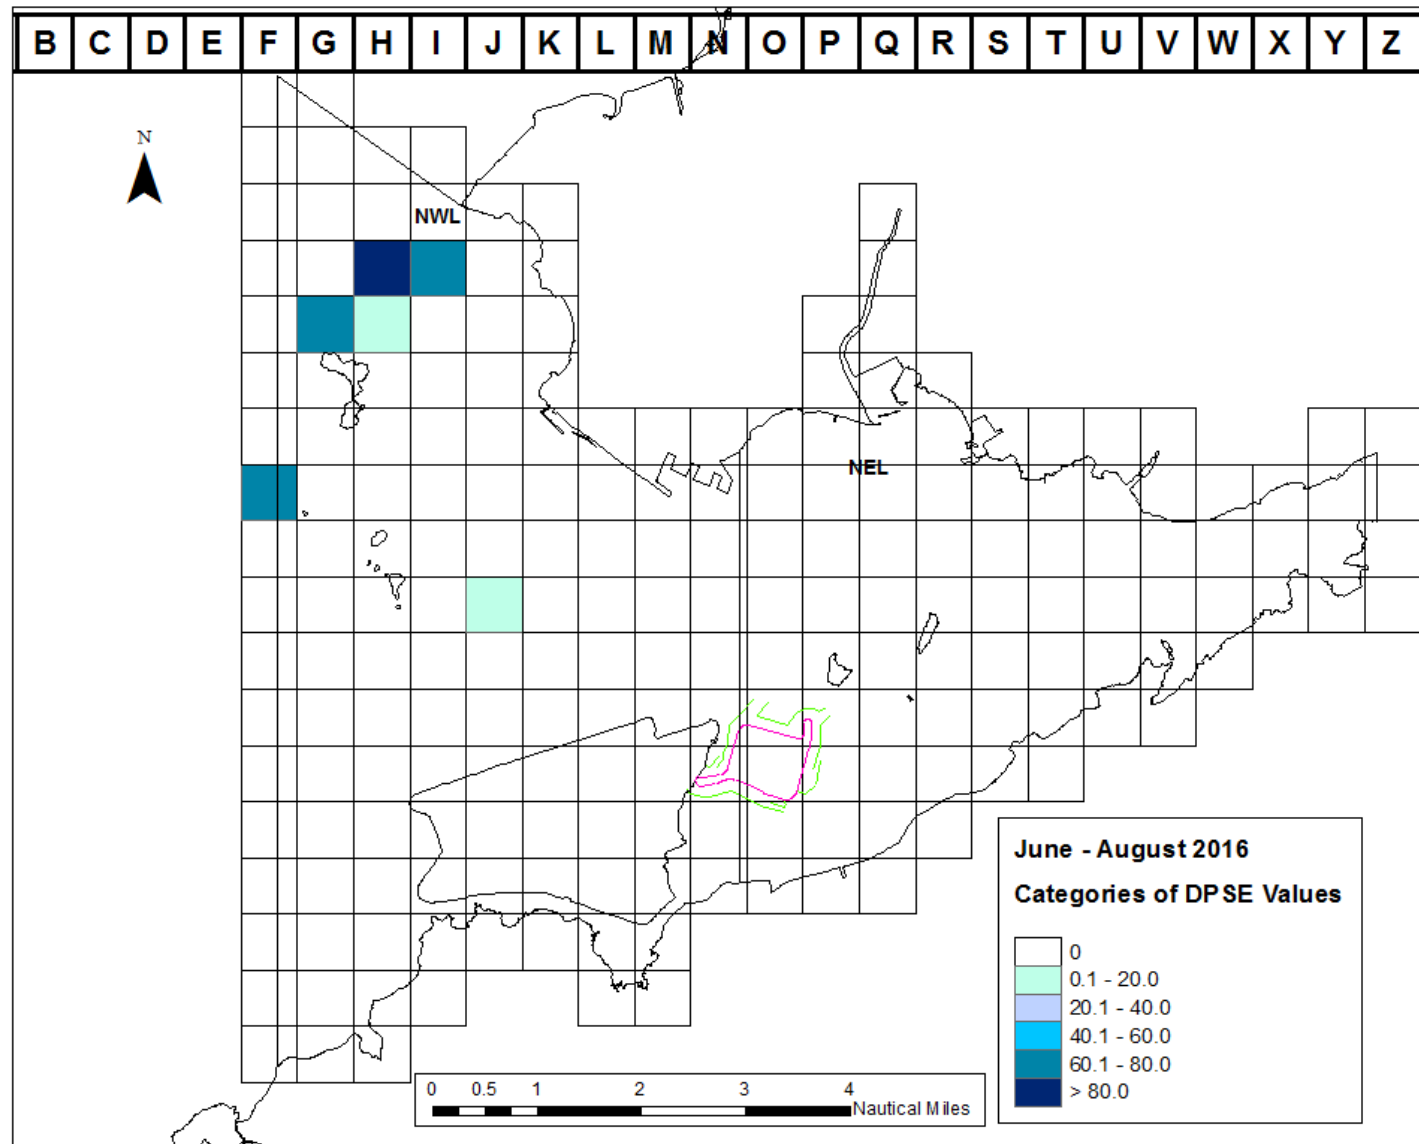 B C D E F G H I J K L M N O P Q R S T U V W X Y Z
N
NWL
NEL
June - August 2016
Categories of DPSE Values
0
0.1 - 20.0
20.1 - 40.0
40.1 - 60.0
60.1 - 80.0
> 80.0
0 0.5 1 2 3 4
Nautical Miles